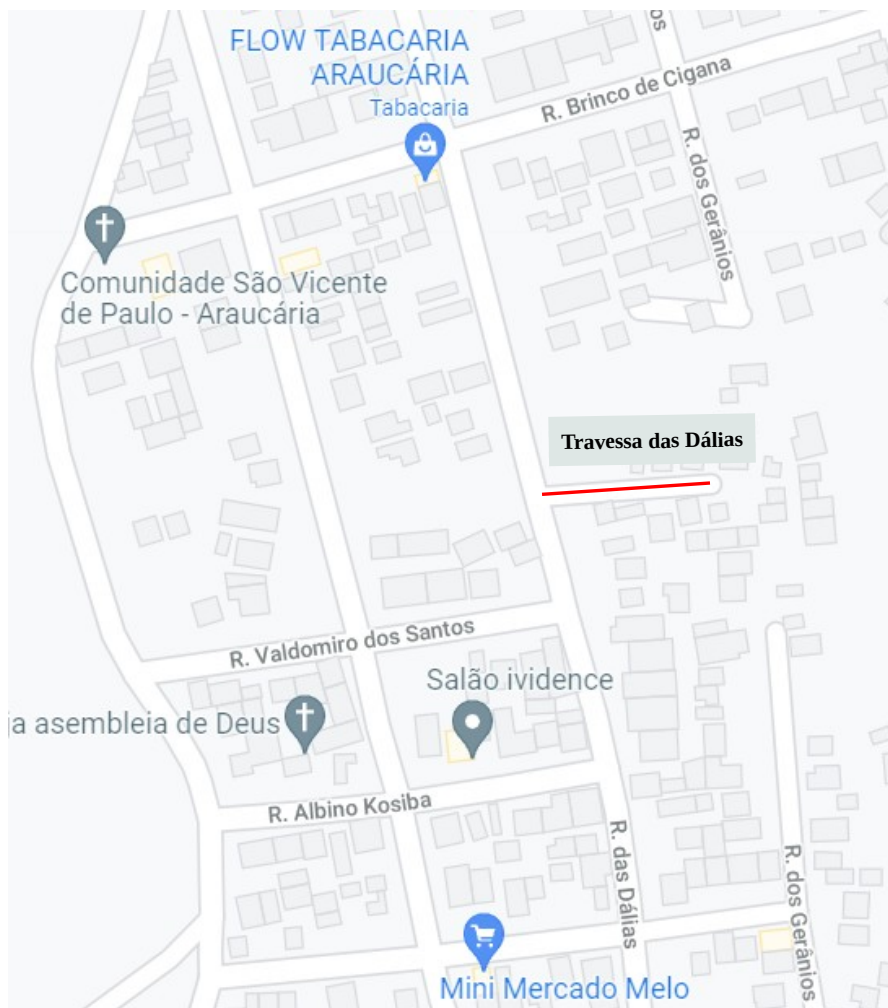 FLOW TABACARIA
ARAUCÁRIA
Tabacaria
os
R. Brinco de Cigana
R. dos Gerânios
Comunidade São Vicente
de Paulo - Araucária
Travessa das Dálias
R. Valdomiro dos Santos
Salão ividence
ja asembleia de Deus
R. Albino Kosiba
R. das Dálias
R. dos Gerânios
Mini Mercado Melo